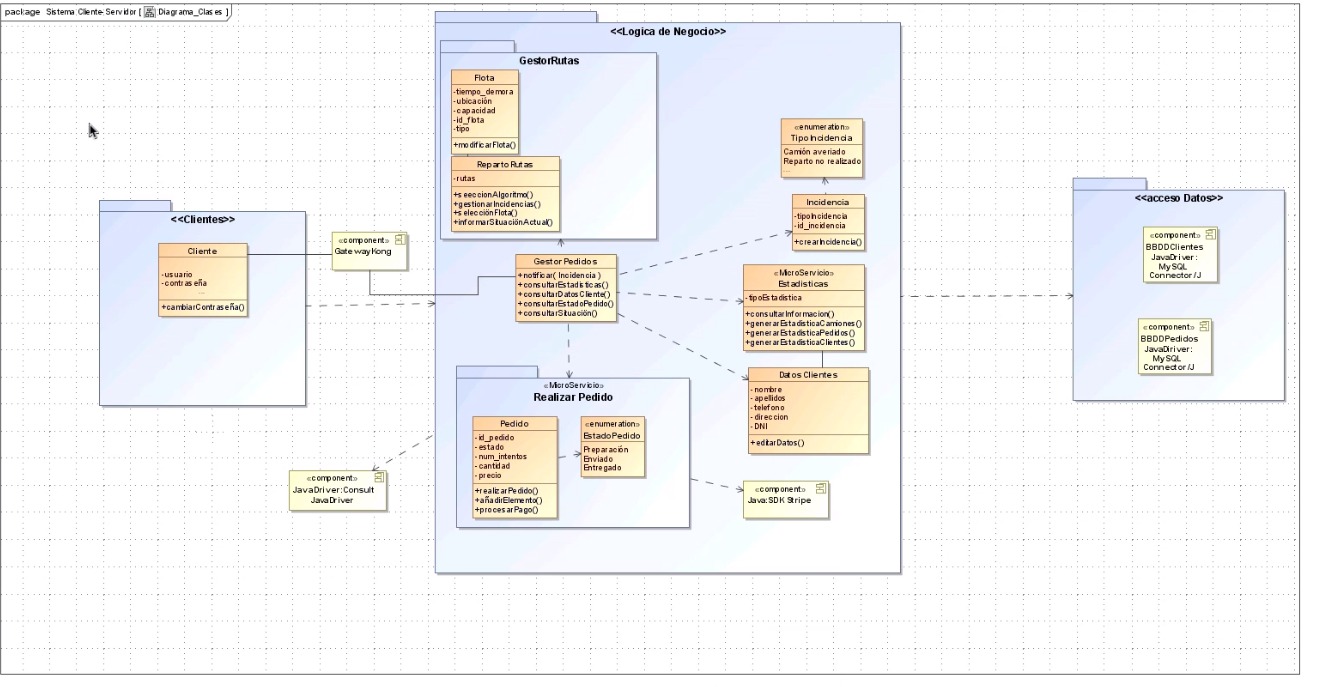 package Sistema Cliente-Servidor [ Diagrama_Clases ]
<<Logica de Negocio>>
GestorRutas
Flota
-tiempo_demora
-ubicación
-capacidad
-id_flota
-tipo
+modificarFlota()
Reparto Rutas
-rutas
+seeccionAlgoritmo()
+gestionarIncidencias()
+selecciónFlota()
+informarSituaciónActual()
«enumeration»
TipoIncidencia
Camión averiado
Reparto no realizado
...
Incidencia
-tipoIncidencia
-id_incidencia
+crearIncidencia()
<<Clientes>>
Cliente
-usuario
-contraseña
...
+cambiarContraseña()
«component»
GatewayKong
Gestor Pedidos
+notificar( Incidencia )
+consultarEstadísticas()
+consultarDatosCliente()
+consultarEstadoPedido()
+consultarSituación()
«MicroServicio»
Estadisticas
-tipoEstadistica
+consultarInformacion()
+generarEstadisticaCamiones()
+generarEstadisticaPedidos()
+generarEstadisticaClientes()
Datos Clientes
-nombre
-apellidos
-telefono
-direccion
-DNI
+editarDatos()
«MicroServicio»
Realizar Pedido
Pedido
-id_pedido
-estado
-num_intentos
-cantidad
-precio
+realizarPedido()
+añadirElemento()
+procesarPago()
«enumeration»
EstadoPedido
Preparación
Enviado
Entregado
«component»
JavaDriver:Consult
JavaDriver
«component»
Java:SDK Stripe
<<acceso Datos>>
«component»
BBDDClientes
JavaDriver:
MySQL
Connector/J
«component»
BBDDPedidos
JavaDiriver:
MySQL
Connector/J